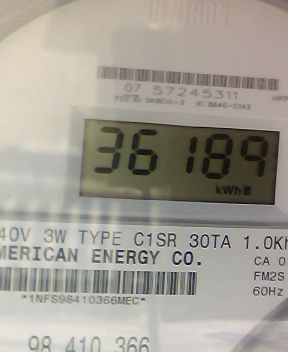 07 57245311
36189
kWh
40V 3W TYPE C1SR 30TA 1.0Kh
MERICAN ENERGY CO.
CA 0
FM2S
60Hz
*1NFS98410366MEC*
98 410 366